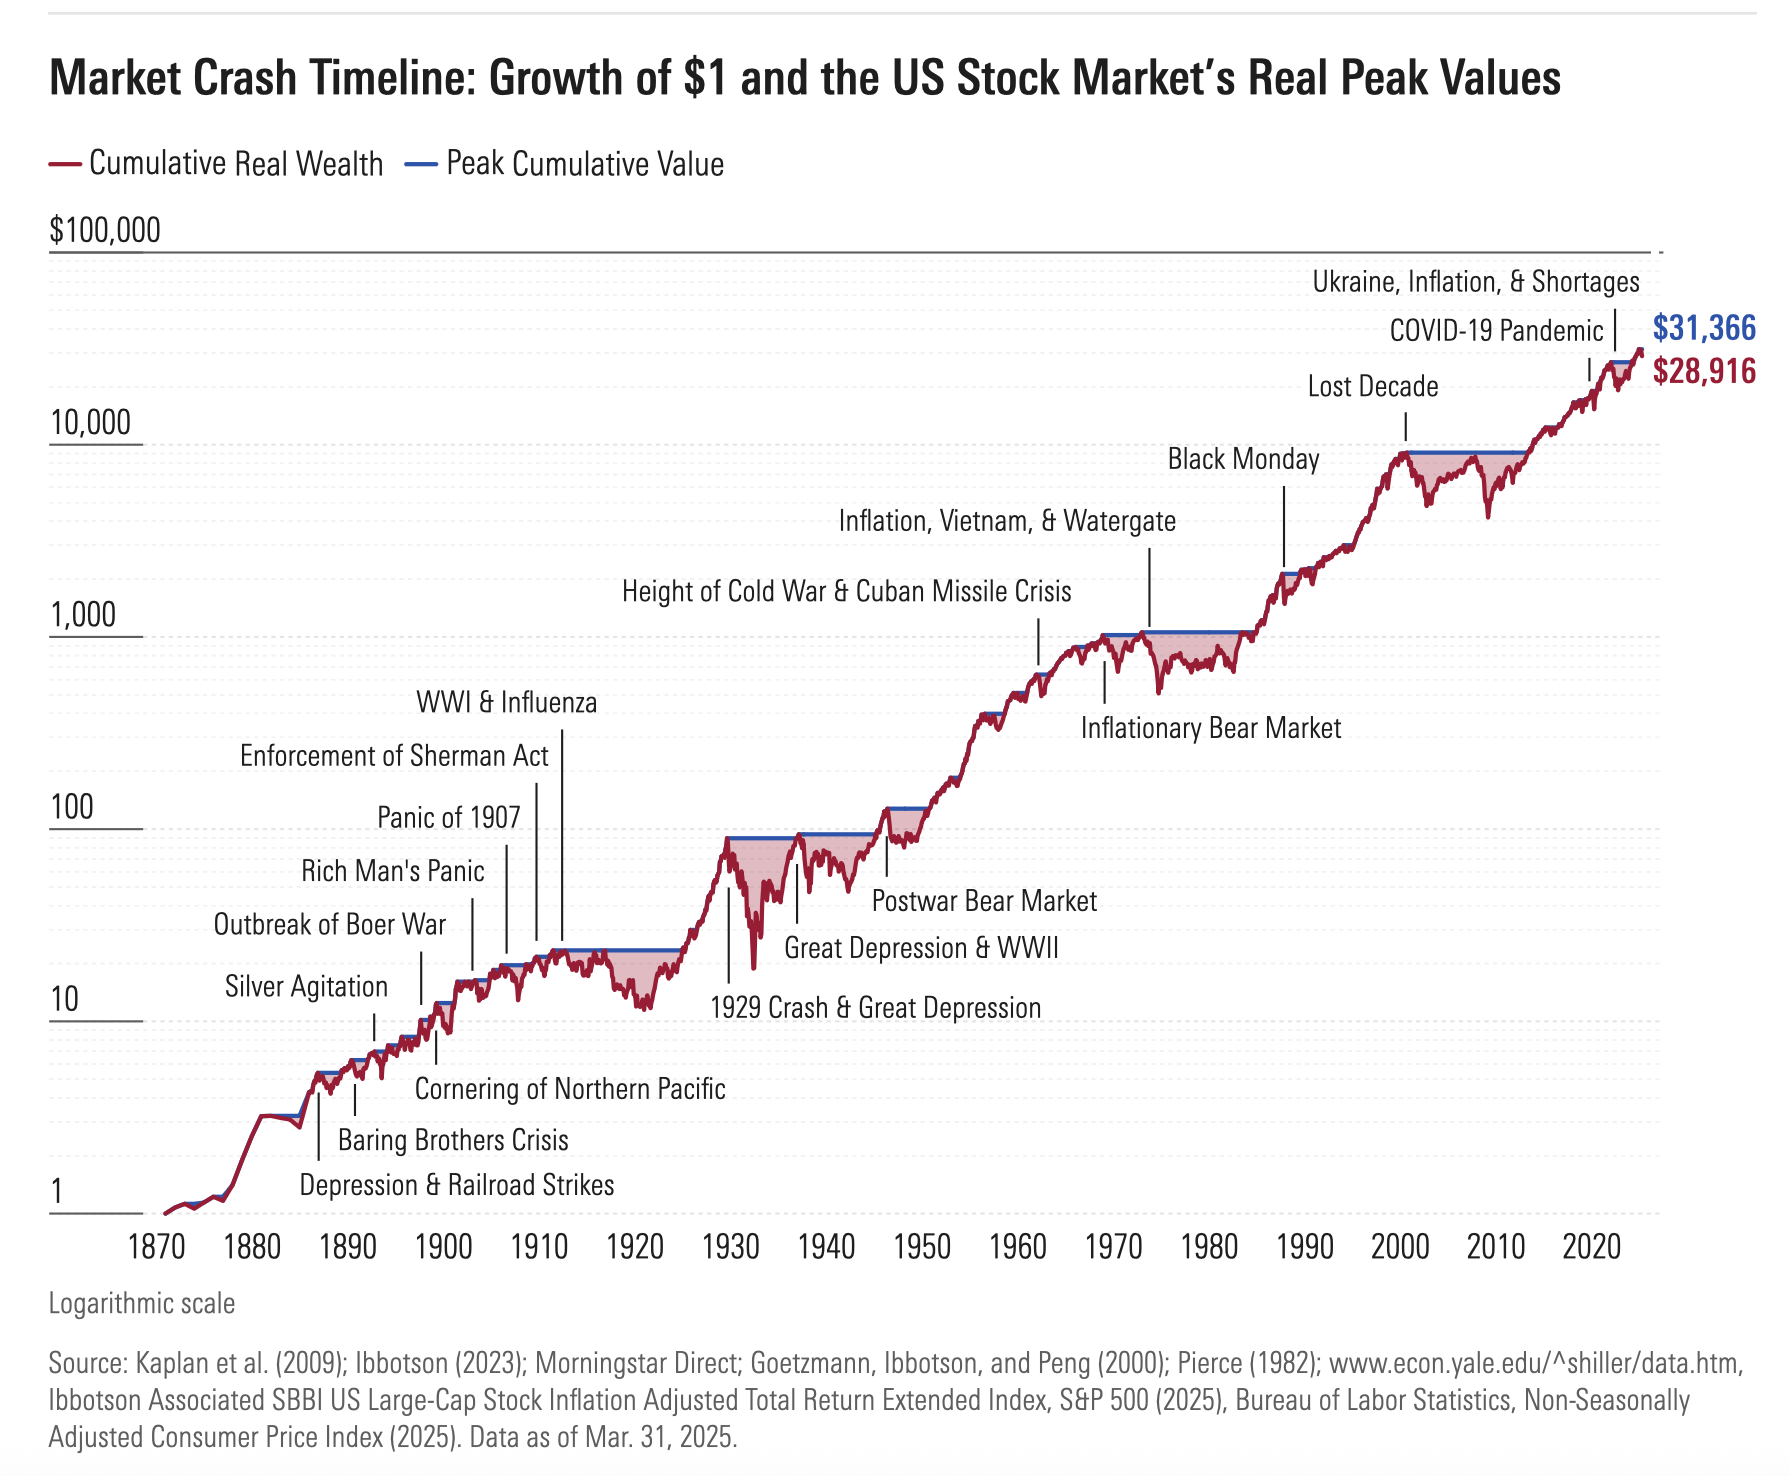 Market Crash Timeline: Growth of $1 and the US Stock Market's Real Peak Values
Cumulative Real Wealth
Peak Cumulative Value
$100,000
Ukraine, Inflation, & Shortages
$31,366
COVID-19 Pandemic
$28,916
Lost Decade
10,000
Black Monday
Inflation, Vietnam, & Watergate
Height of Cold War & Cuban Missile Crisis
1,000
WWI & Influenza
Inflationary Bear Market
Enforcement of Sherman Act
100
Panic of 1907
Rich Man's Panic
Postwar Bear Market
Outbreak of Boer War
Great Depression & WWII
Silver Agitation
10
1929 Crash & Great Depression
Cornering of Northern Pacific
Baring Brothers Crisis
Depression & Railroad Strikes
1
1870 1880 1890 1900 1910 1920 1930 1940 1950 1960 1970 1980 1990 2000 2010 2020
Logarithmic scale
Source: Kaplan et al. (2009); Ibbotson (2023); Morningstar Direct; Goetzmann, Ibbotson, and Peng (2000); Pierce (1982); www.econ.yale.edu/^shiller/data.htm,
Ibbotson Associated SBBI US Large-Cap Stock Inflation Adjusted Total Return Extended Index, S&P 500 (2025), Bureau of Labor Statistics, Non-Seasonally
Adjusted Consumer Price Index (2025). Data as of Mar. 31, 2025.